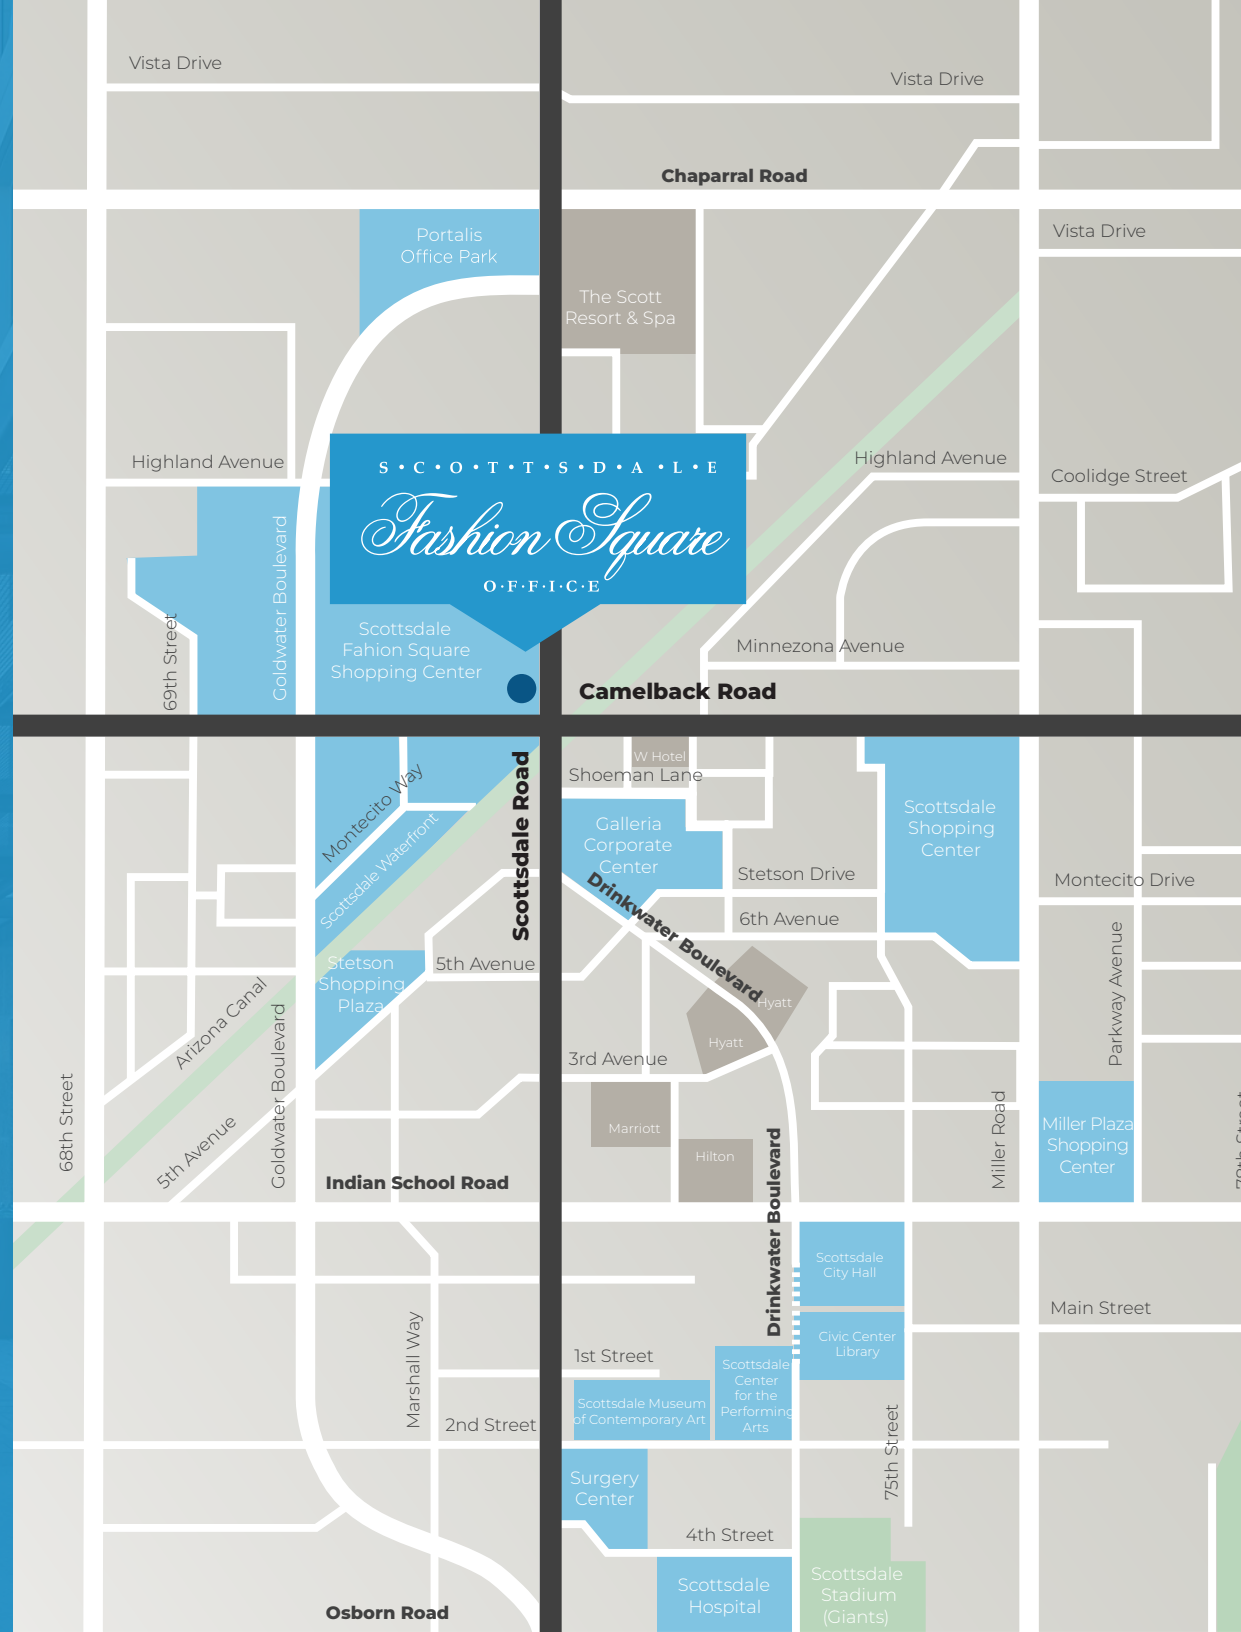 Vista Drive
Vista Drive
Chaparral Road
Portalis
Office Park
Vista Drive
The Scott
Resort & Spa
Highland Avenue
S•C•O•T•T•S•D•A•L•E
Fashion Square
O•F•F•I•C•E
Highland Avenue
Coolidge Street
69th Street
Goldwater Boulevard
Scottsdale
Fahion Square
Shopping Center
Minnezona Avenue
Camelback Road
Scottsdale Road
W Hotel
Shoeman Lane
Montecito Way
Scottsdale Waterfront
Galleria
Corporate
Center
Scottsdale
Shopping
Center
Stetson Drive
Montecito Drive
Drinkwater Boulevard
6th Avenue
Stetson
Shopping
Plaza
5th Avenue
Hyatt
Hyatt
Arizona Canal
Goldwater Boulevard
3rd Avenue
Parkway Avenue
68th Street
5th Avenue
Marriott
Hilton
Miller Road
Miller Plaza
Shopping
Center
Indian School Road
Drinkwater Boulevard
Scottsdale
City Hall
Main Street
Civic Center
Library
Marshall Way
1st Street
Scottsdale
Center
for the
Performing
Arts
Scottsdale Museum
of Contemporary Art
2nd Street
75th Street
Surgery
Center
4th Street
Scottsdale
Hospital
Scottsdale
Stadium
(Giants)
Osborn Road